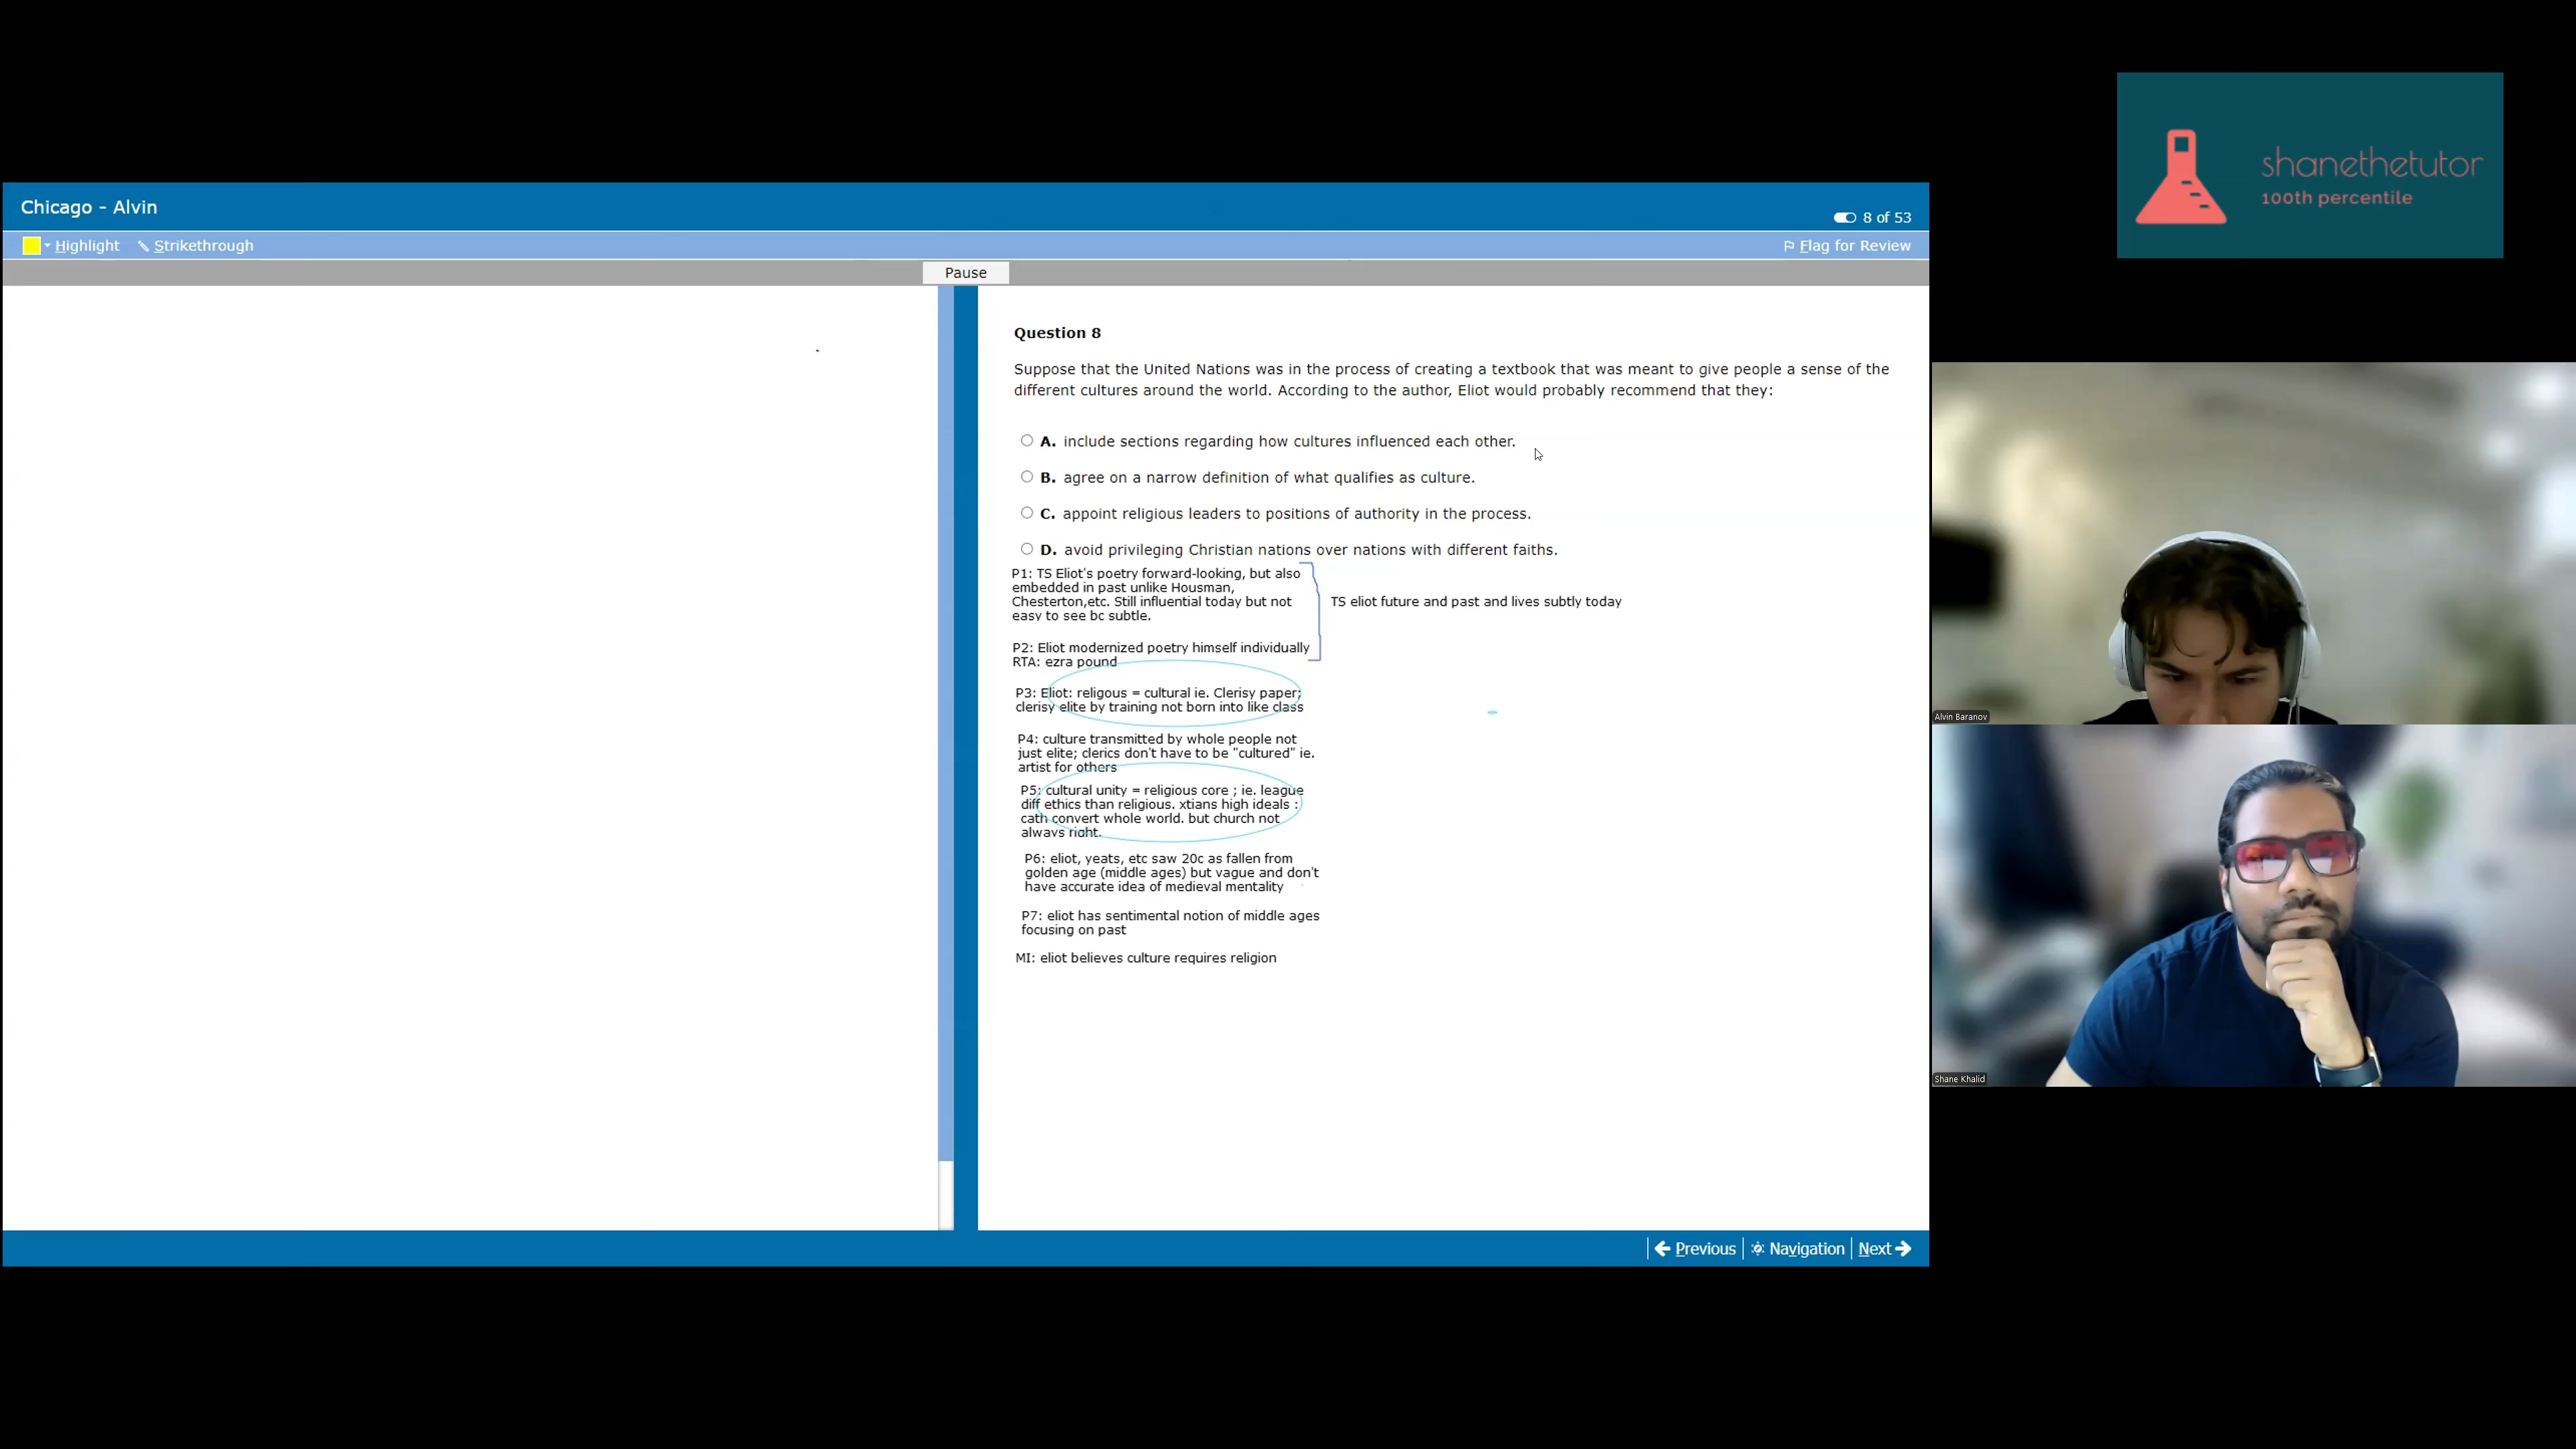 shanethetutor
100th percentile
Chicago - Alvin
8 of 53
Highlight
Strikethrough
Flag for Review
Pause
Question 8
Suppose that the United Nations was in the process of creating a textbook that was meant to give people a sense of the
different cultures around the world. According to the author, Eliot would probably recommend that they:
A. include sections regarding how cultures influenced each other.
B. agree on a narrow definition of what qualifies as culture.
C. appoint religious leaders to positions of authority in the process.
D. avoid privileging Christian nations over nations with different faiths.
P1: TS Eliot's poetry forward-looking, but also
embedded in past unlike Housman,
Chesterton,etc. Still influential today but not
easy to see bc subtle.
TS eliot future and past and lives subtly today
P2: Eliot modernized poetry himself individually
RTA: ezra pound
P3: Eliot: religous = cultural ie. Clerisy paper;
clerisy elite by training not born into like class
P4: culture transmitted by whole people not
just elite; clerics don't have to be "cultured" ie.
artist for others
P5: cultural unity = religious core ; ie. league
diff ethics than religious. xtians high ideals :
cath convert whole world. but church not
always right.
P6: eliot, yeats, etc saw 20c as fallen from
golden age (middle ages) but vague and don't
have accurate idea of medieval mentality
P7: eliot has sentimental notion of middle ages
focusing on past
MI: eliot believes culture requires religion
Alvin Baranov
Shane Khalid
Previous
Navigation
Next